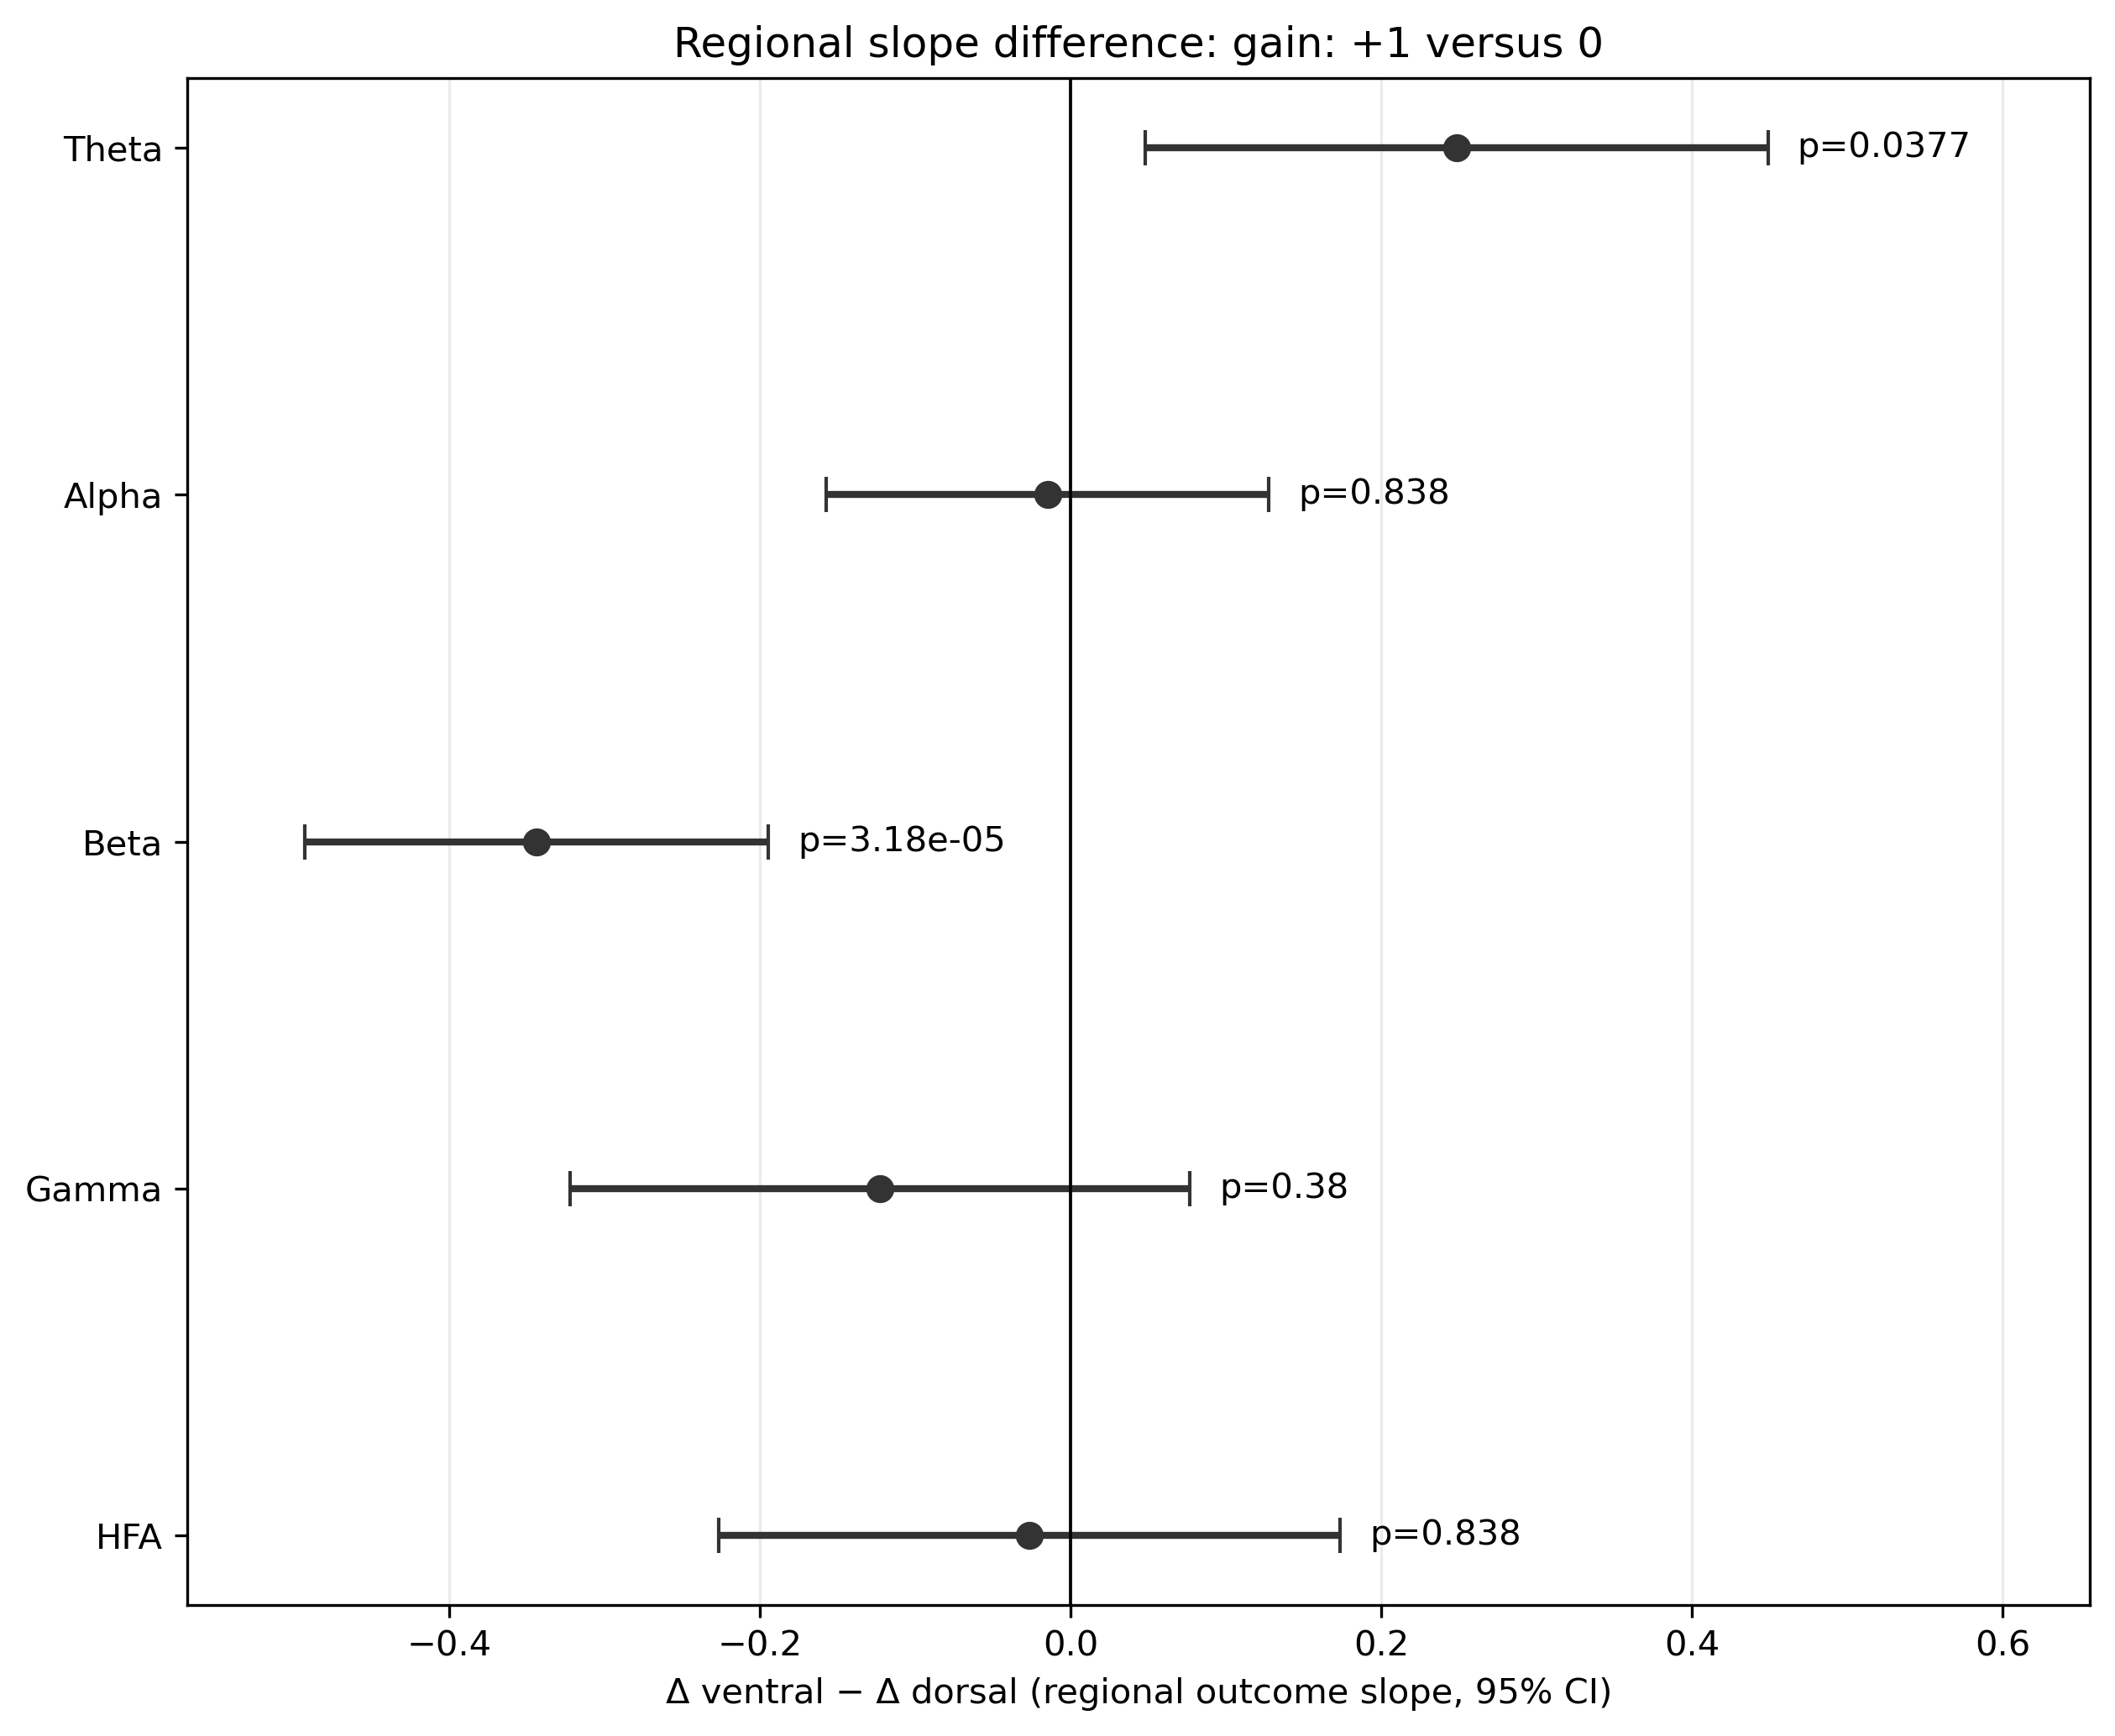 Regional slope difference: gain: +1 versus 0
Theta
p=0.0377
Alpha
p=0.838
Beta
p=3.18e-05
Gamma
p=0.38
HFA
p=0.838
−0.4 −0.2 0.0 0.2 0.4 0.6
Δ ventral − Δ dorsal (regional outcome slope, 95% CI)